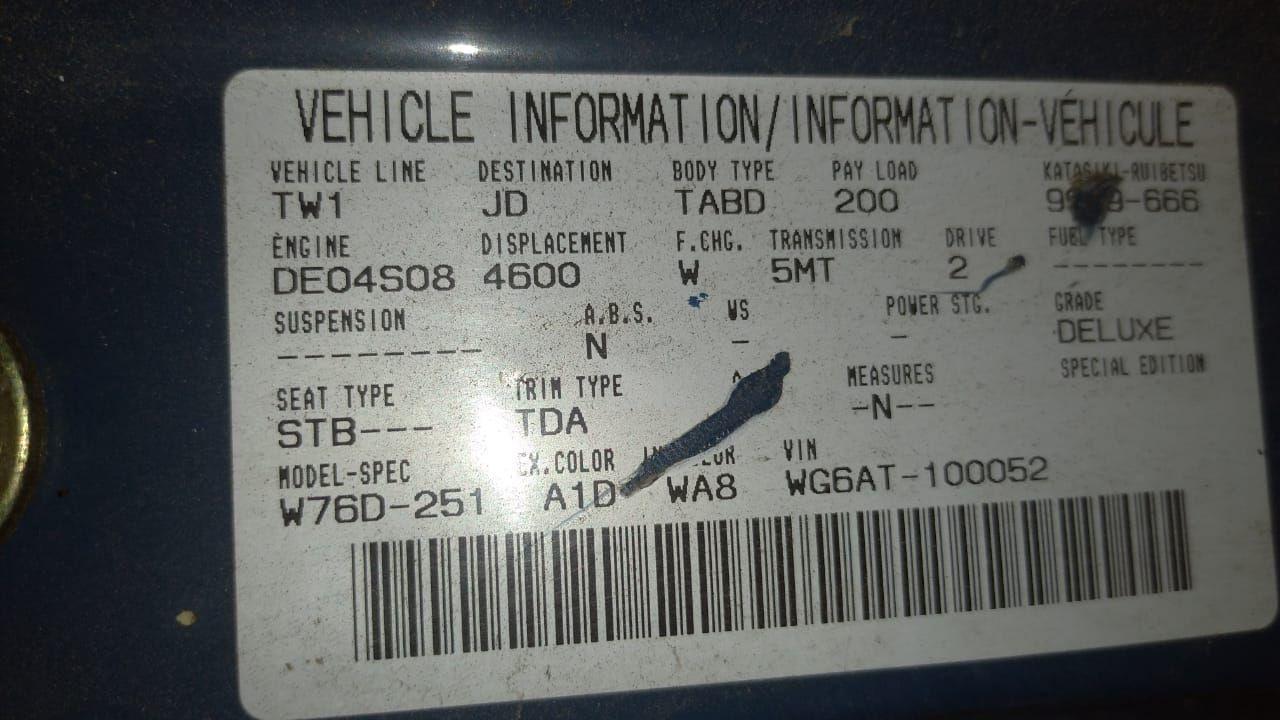 VEHICLE INFORMATION/INFORMATION-VÉHICULE
VEHICLE LINE DESTINATION BODY TYPE PAY LOAD KATASIKI-RUIBETSU
TW1 JD TABD 200
ENGINE DISPLACEMENT F.CHG. TRANSMISSION DRIVE FUEL TYPE
DE04S08 4600 W 5MT 2 ---------
SUSPENSION A.B.S. WS POWER STG. GRADE
--------- N - - DELUXE
SEAT TYPE TRIM TYPE MEASURES SPECIAL EDITION
STB--- TDA -N--
MODEL-SPEC EX.COLOR VIN
W76D-251 A1D WA8 WG6AT-100052